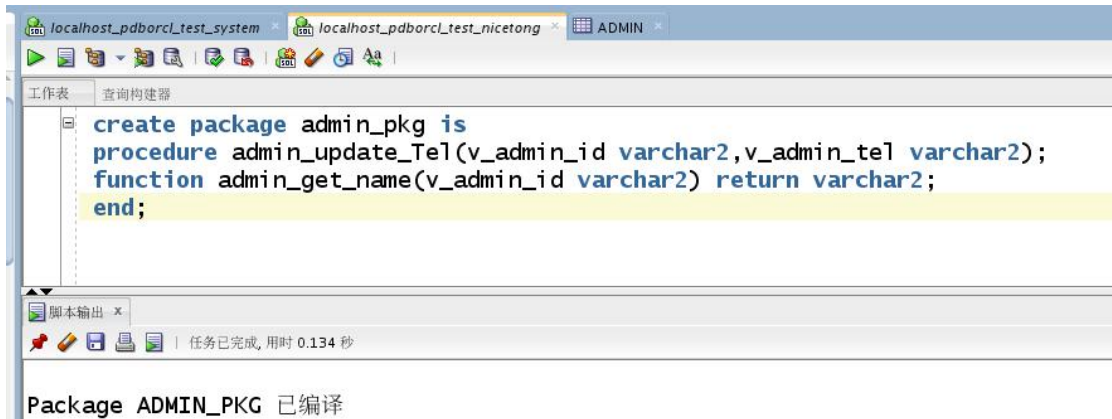 localhost_pdborcl_test_system localhost_pdborcl_test_nicetong ADMIN
工作表 查询构建器
create package admin_pkg is
procedure admin_update_Tel(v_admin_id varchar2,v_admin_tel varchar2);
function admin_get_name(v_admin_id varchar2) return varchar2;
end;
脚本输出 x
任务已完成, 用时 0.134 秒
Package ADMIN_PKG 已编译